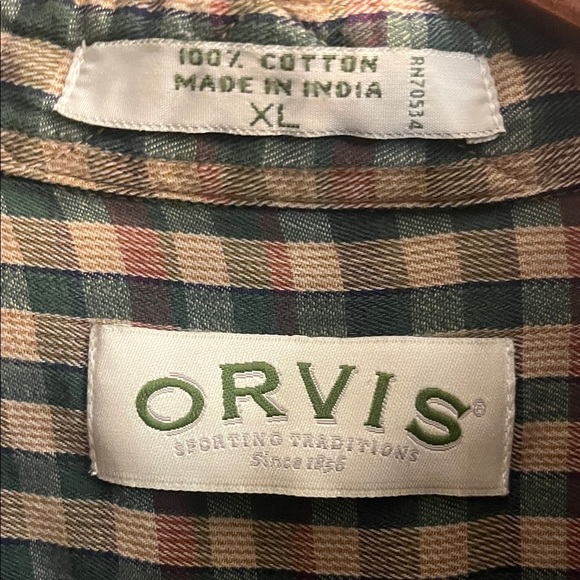 100% COTTON
MADE IN INDIA
XL
RN70534
ORVIS®
SPORTING TRADITIONS
Since 1856